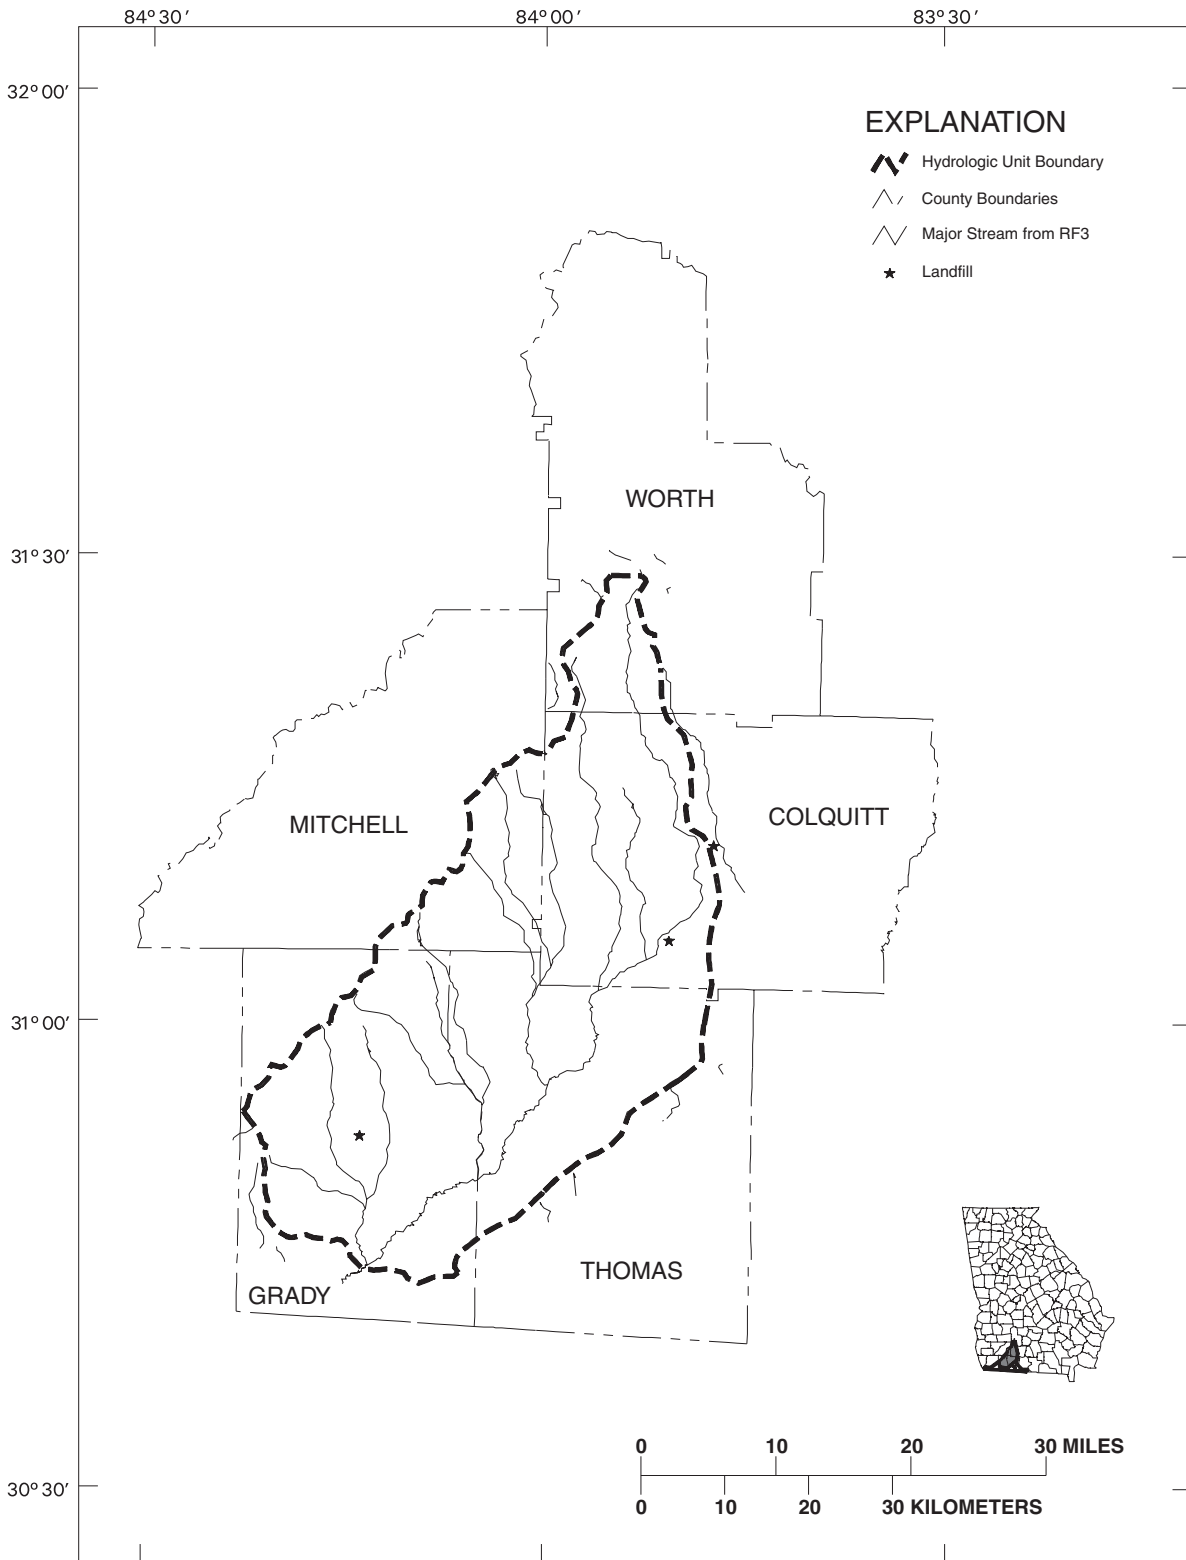 84° 30′ 84° 00′ 83° 30′
32° 00′
EXPLANATION
Hydrologic Unit Boundary
County Boundaries
Major Stream from RF3
Landfill
WORTH
31° 30′
MITCHELL
COLQUITT
31° 00′
THOMAS
GRADY
0 10 20 30 MILES
30° 30′
0 10 20 30 KILOMETERS